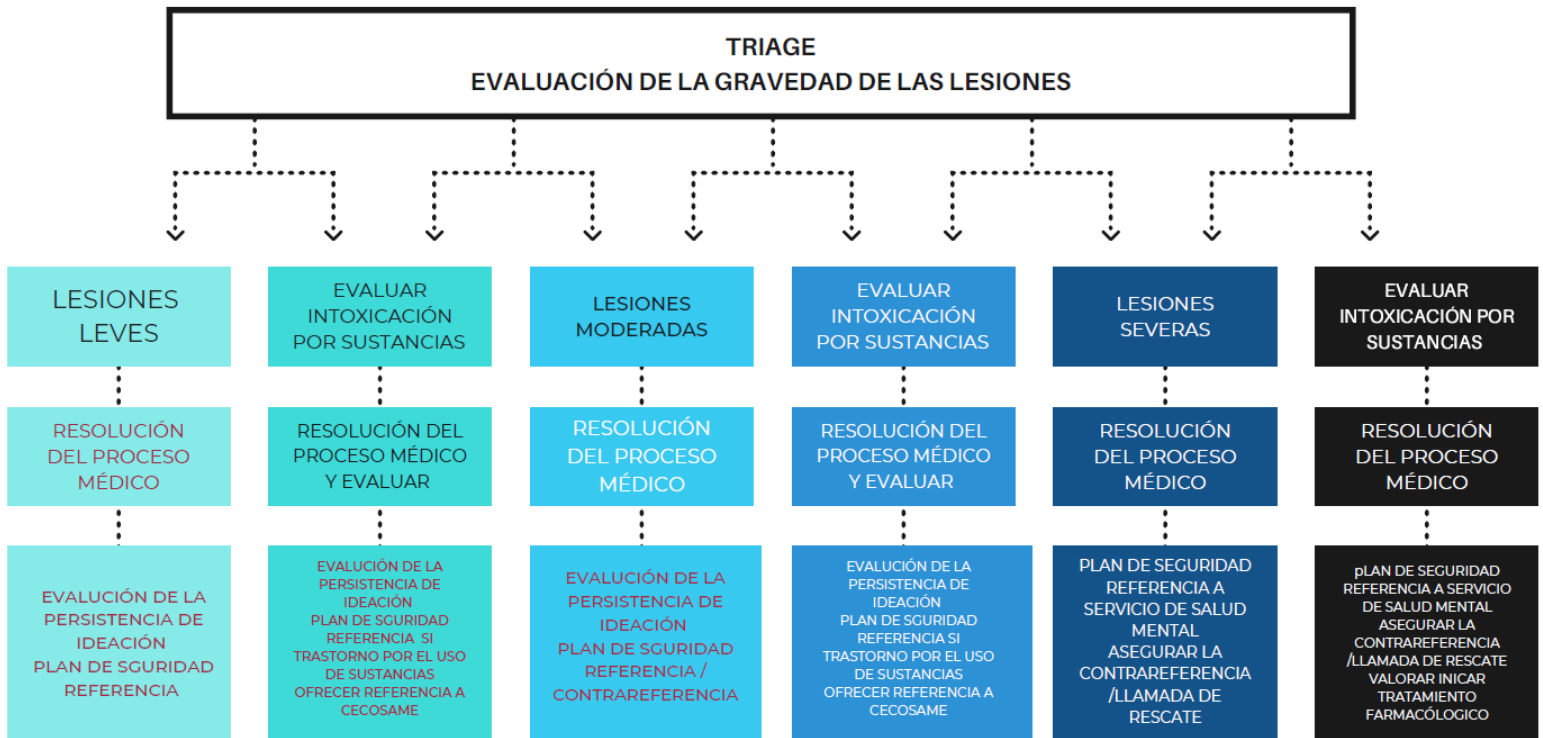 TRIAGE
EVALUACIÓN DE LA GRAVEDAD DE LAS LESIONES
LESIONES
LEVES
EVALUAR
INTOXICACIÓN
POR SUSTANCIAS
LESIONES
MODERADAS
EVALUAR
INTOXICACIÓN
POR SUSTANCIAS
LESIONES
SEVERAS
EVALUAR
INTOXICACIÓN POR
SUSTANCIAS
RESOLUCIÓN
DEL PROCESO
MÉDICO
RESOLUCIÓN DEL
PROCESO MÉDICO
Y EVALUAR
RESOLUCIÓN
DEL PROCESO
MÉDICO
RESOLUCIÓN DEL
PROCESO MÉDICO
Y EVALUAR
RESOLUCIÓN
DEL PROCESO
MÉDICO
RESOLUCIÓN
DEL PROCESO
MÉDICO
EVALUCIÓN DE LA
PERSISTENCIA DE
IDEACIÓN
PLAN DE SGURIDAD
REFERENCIA
EVALUCIÓN DE LA
PERSISTENCIA DE
IDEACIÓN
PLAN DE SGURIDAD
REFERENCIA SI
TRASTORNO POR EL USO
DE SUSTANCIAS
OFRECER REFERENCIA A
CECOSAME
EVALUCIÓN DE LA
PERSISTENCIA DE
IDEACIÓN
PLAN DE SGURIDAD
REFERENCIA /
CONTRAREFERENCIA
EVALUCIÓN DE LA
PERSISTENCIA DE
IDEACIÓN
PLAN DE SGURIDAD
REFERENCIA SI
TRASTORNO POR EL USO
DE SUSTANCIAS
OFRECER REFERENCIA A
CECOSAME
PLAN DE SEGURIDAD
REFERENCIA A
SERVICIO DE SALUD
MENTAL
ASEGURAR LA
CONTRAREFERENCIA
/LLAMADA DE
RESCATE
pLAN DE SEGURIDAD
REFERENCIA A SERVICIO
DE SALUD MENTAL
ASEGURAR LA
CONTRAREFERENCIA
/LLAMADA DE RESCATE
VALORAR INICAR
TRATAMIENTO
FARMACÓLOGICO